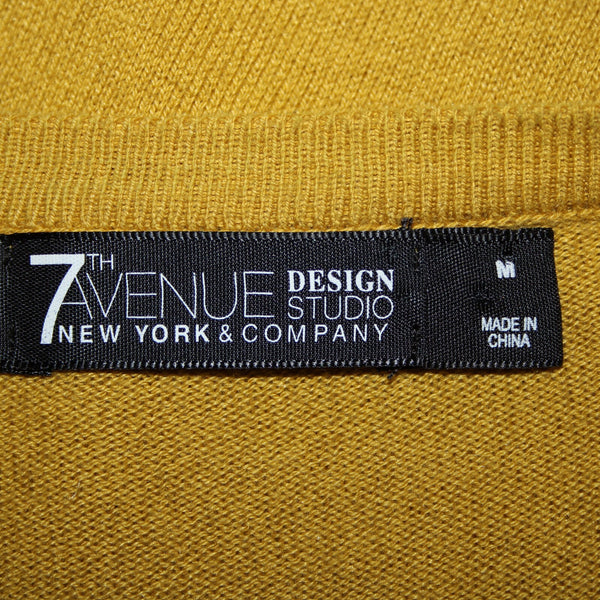 7TH AVENUE DESIGN STUDIO
NEW YORK & COMPANY
M
MADE IN
CHINA